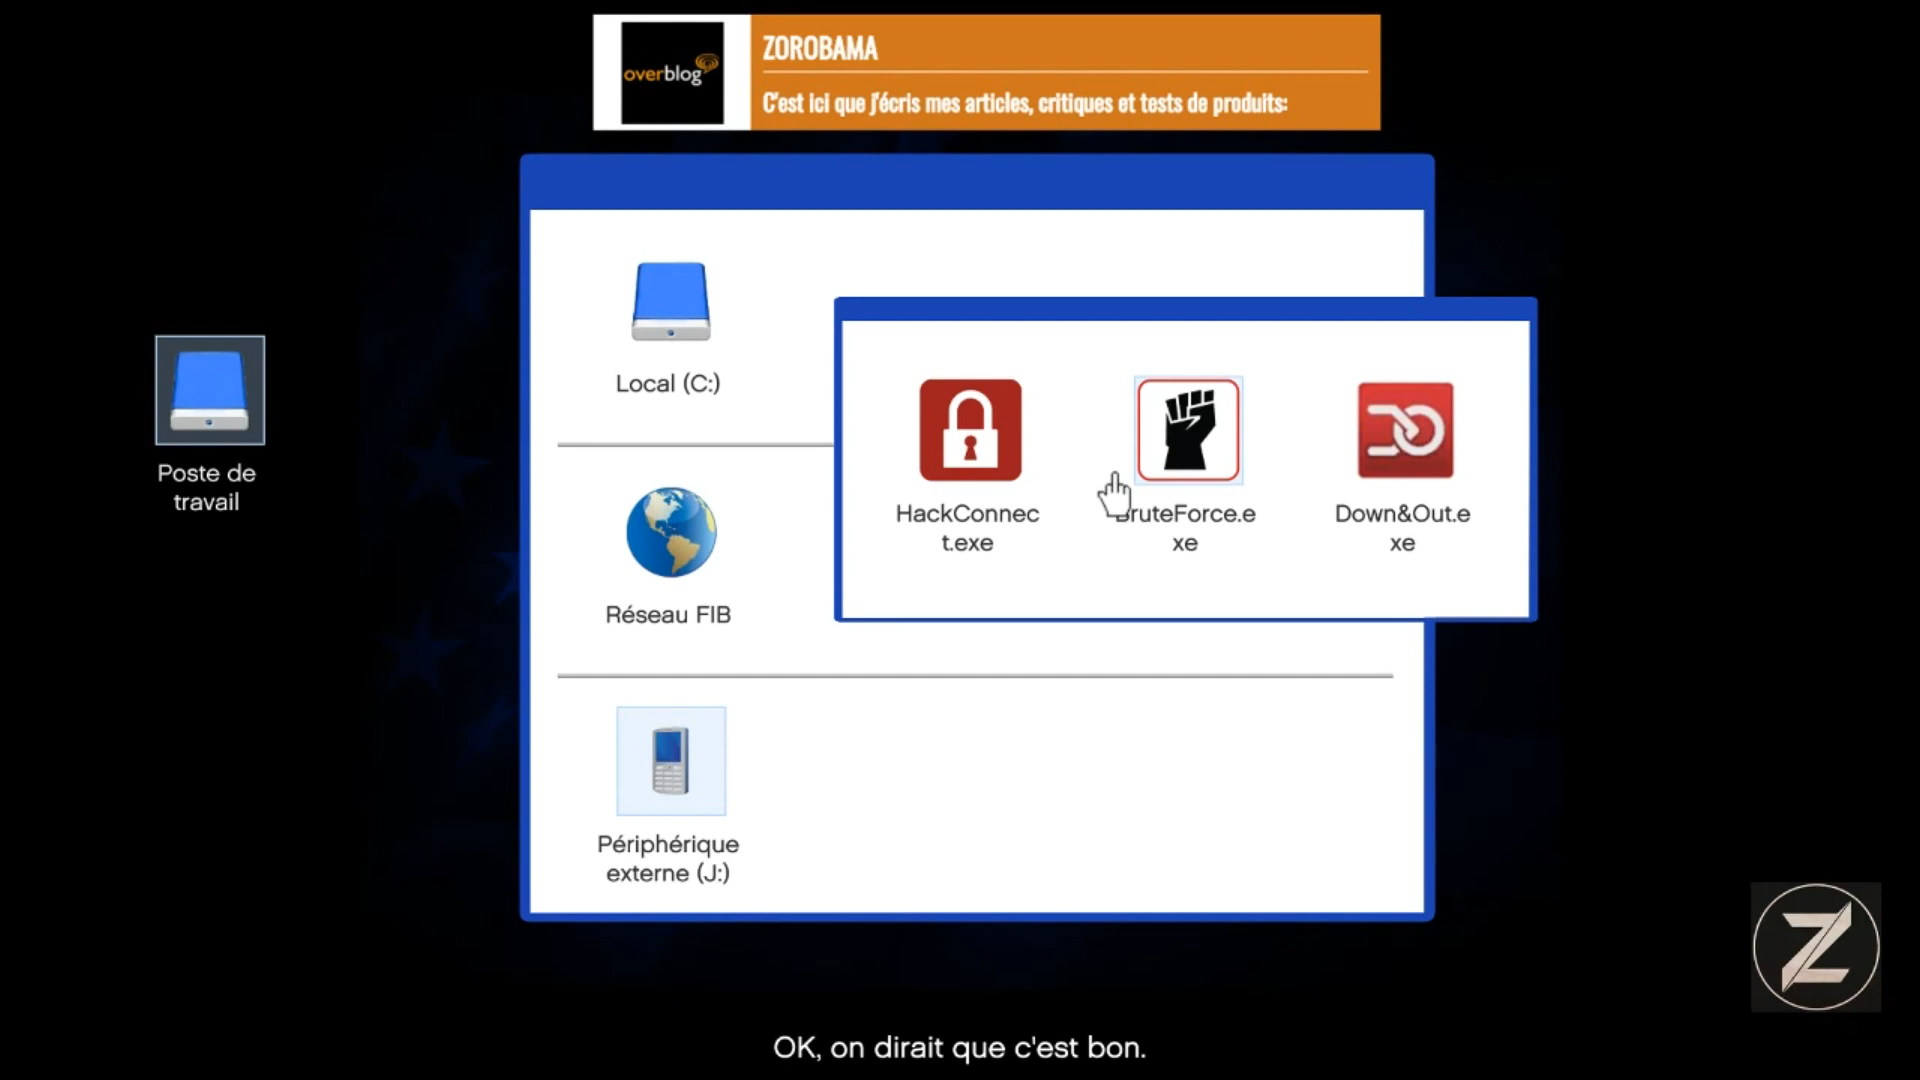 overblog
ZOROBAMA
C'est ici que j'écris mes articles, critiques et tests de produits:
Poste de
travail
Local (C:)
HackConnec
t.exe
BruteForce.e
xe
Down&Out.e
xe
Réseau FIB
Périphérique
externe (J:)
Z
OK, on dirait que c'est bon.